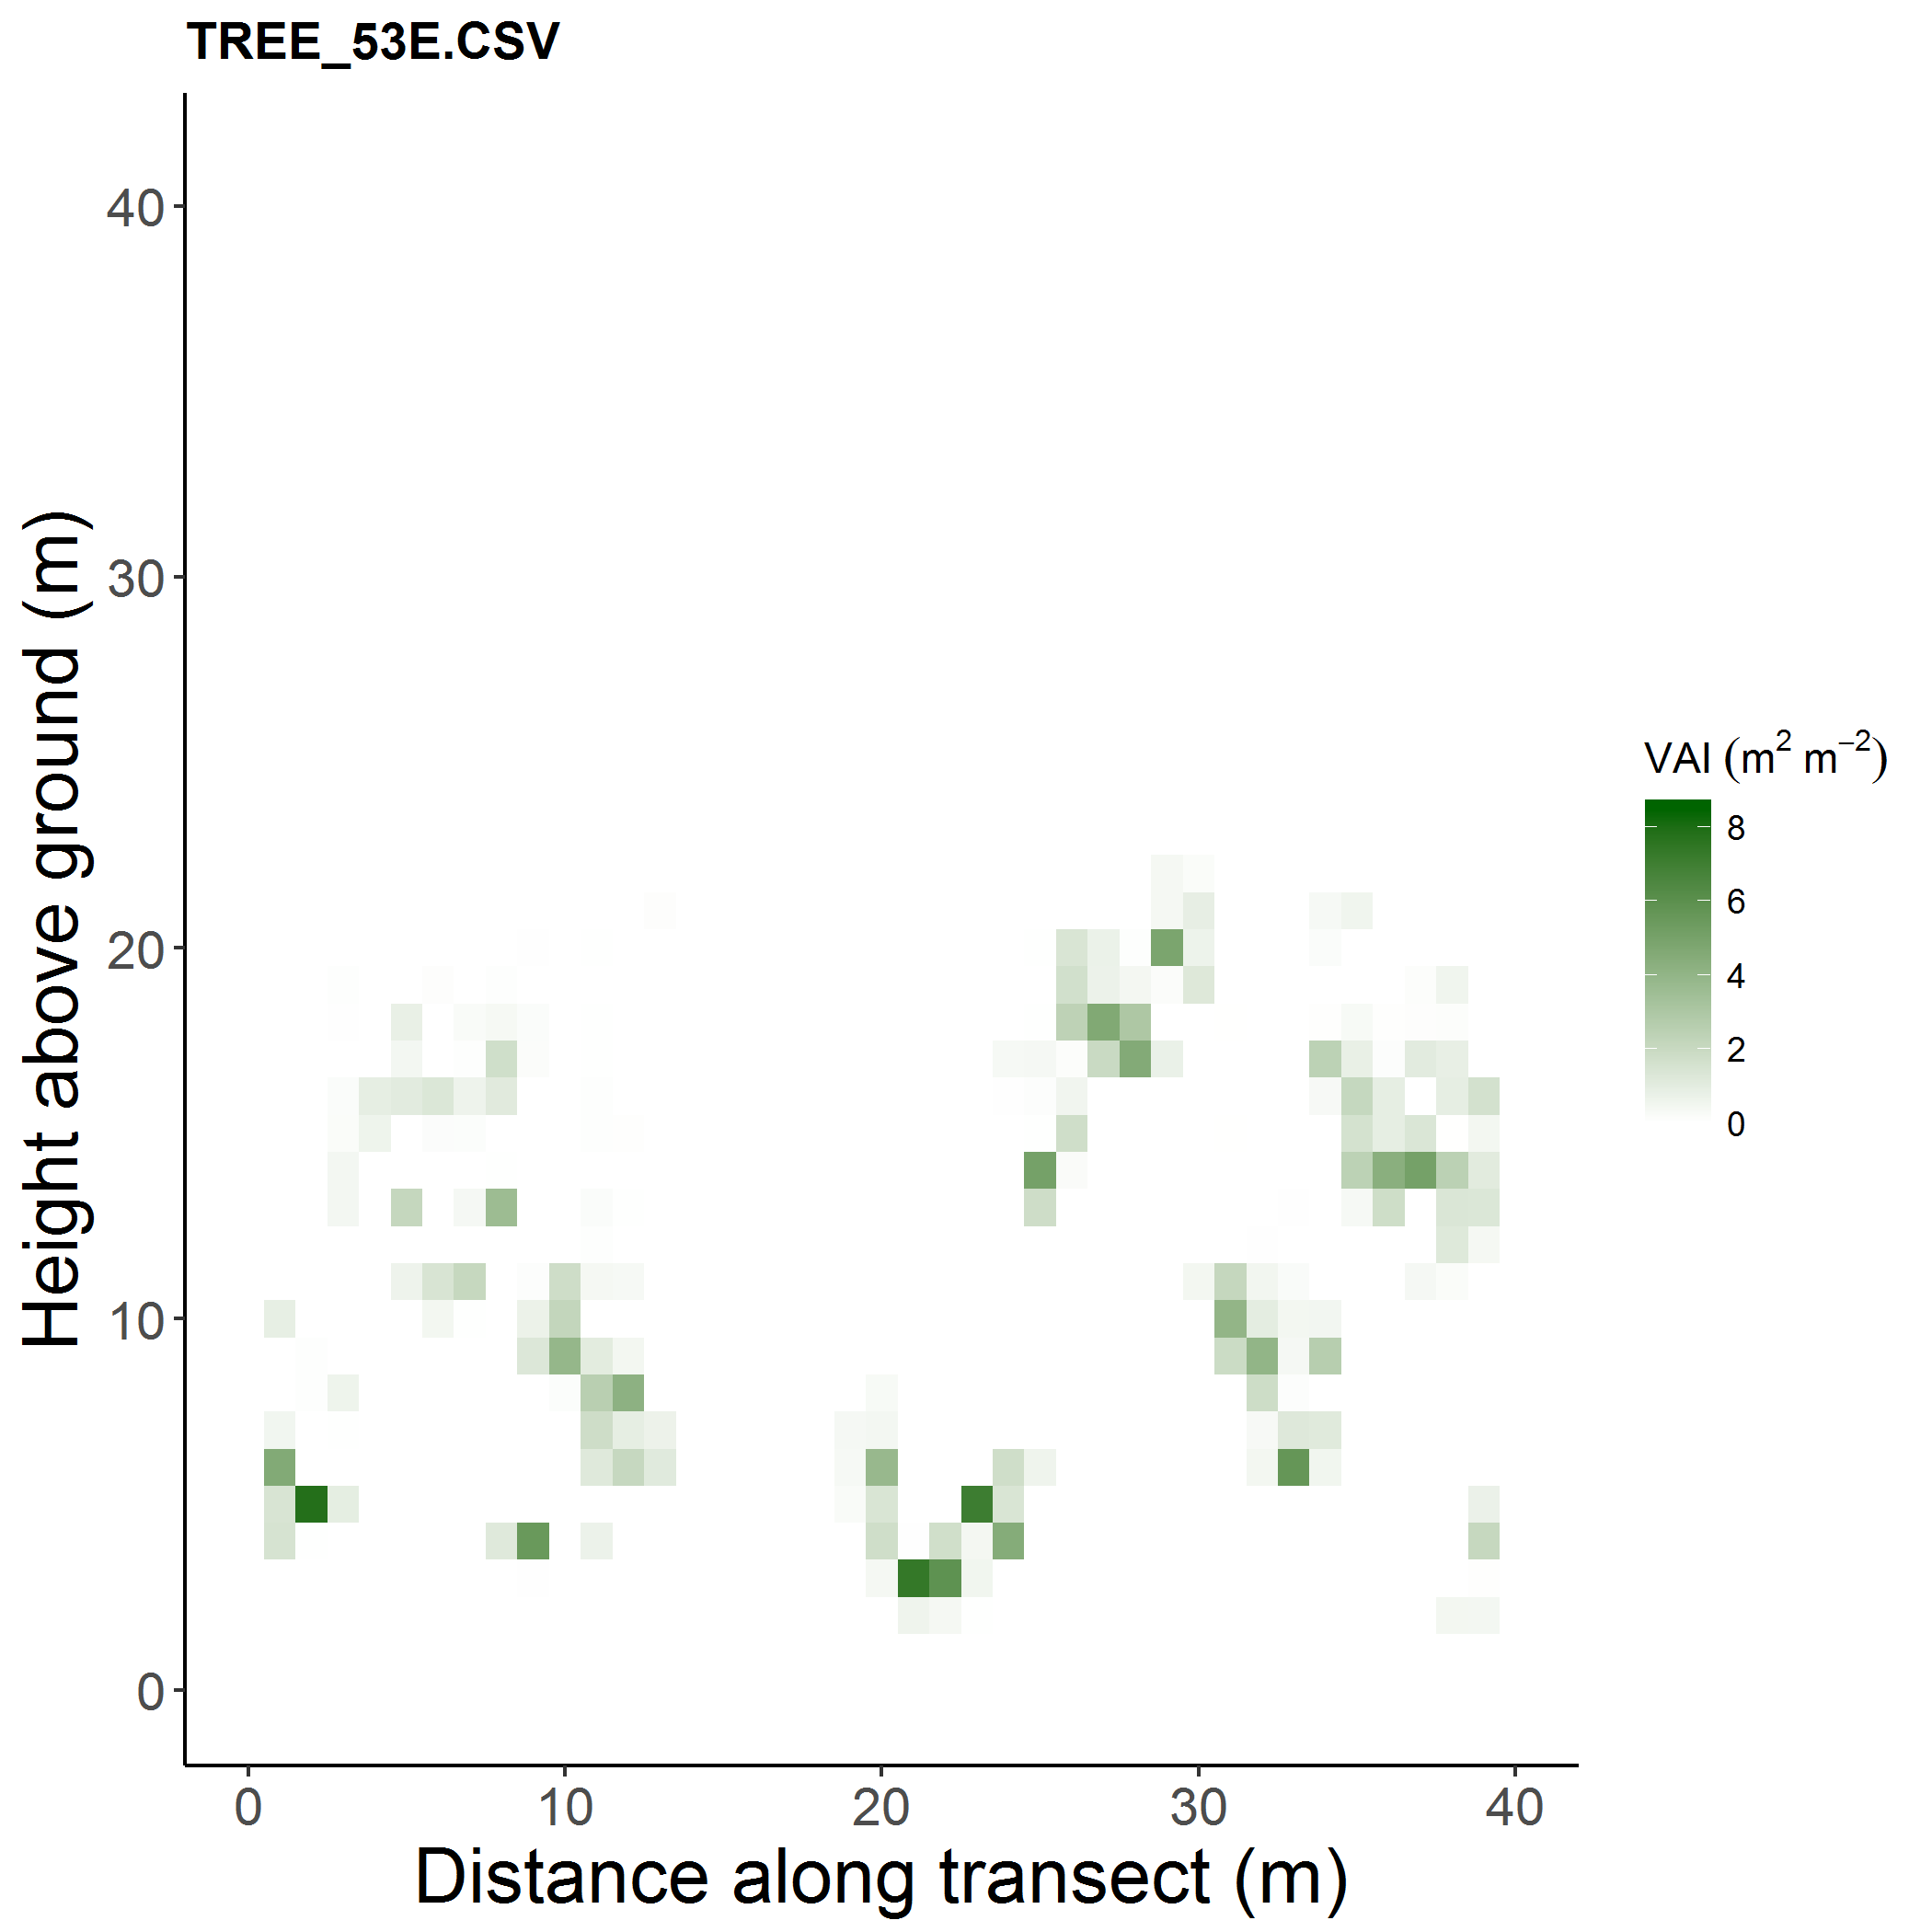 TREE_53E.CSV
Height above ground (m)
40
30
20
10
0
0 10 20 30 40
Distance along transect (m)
VAI (m² m⁻²)
8
6
4
2
0